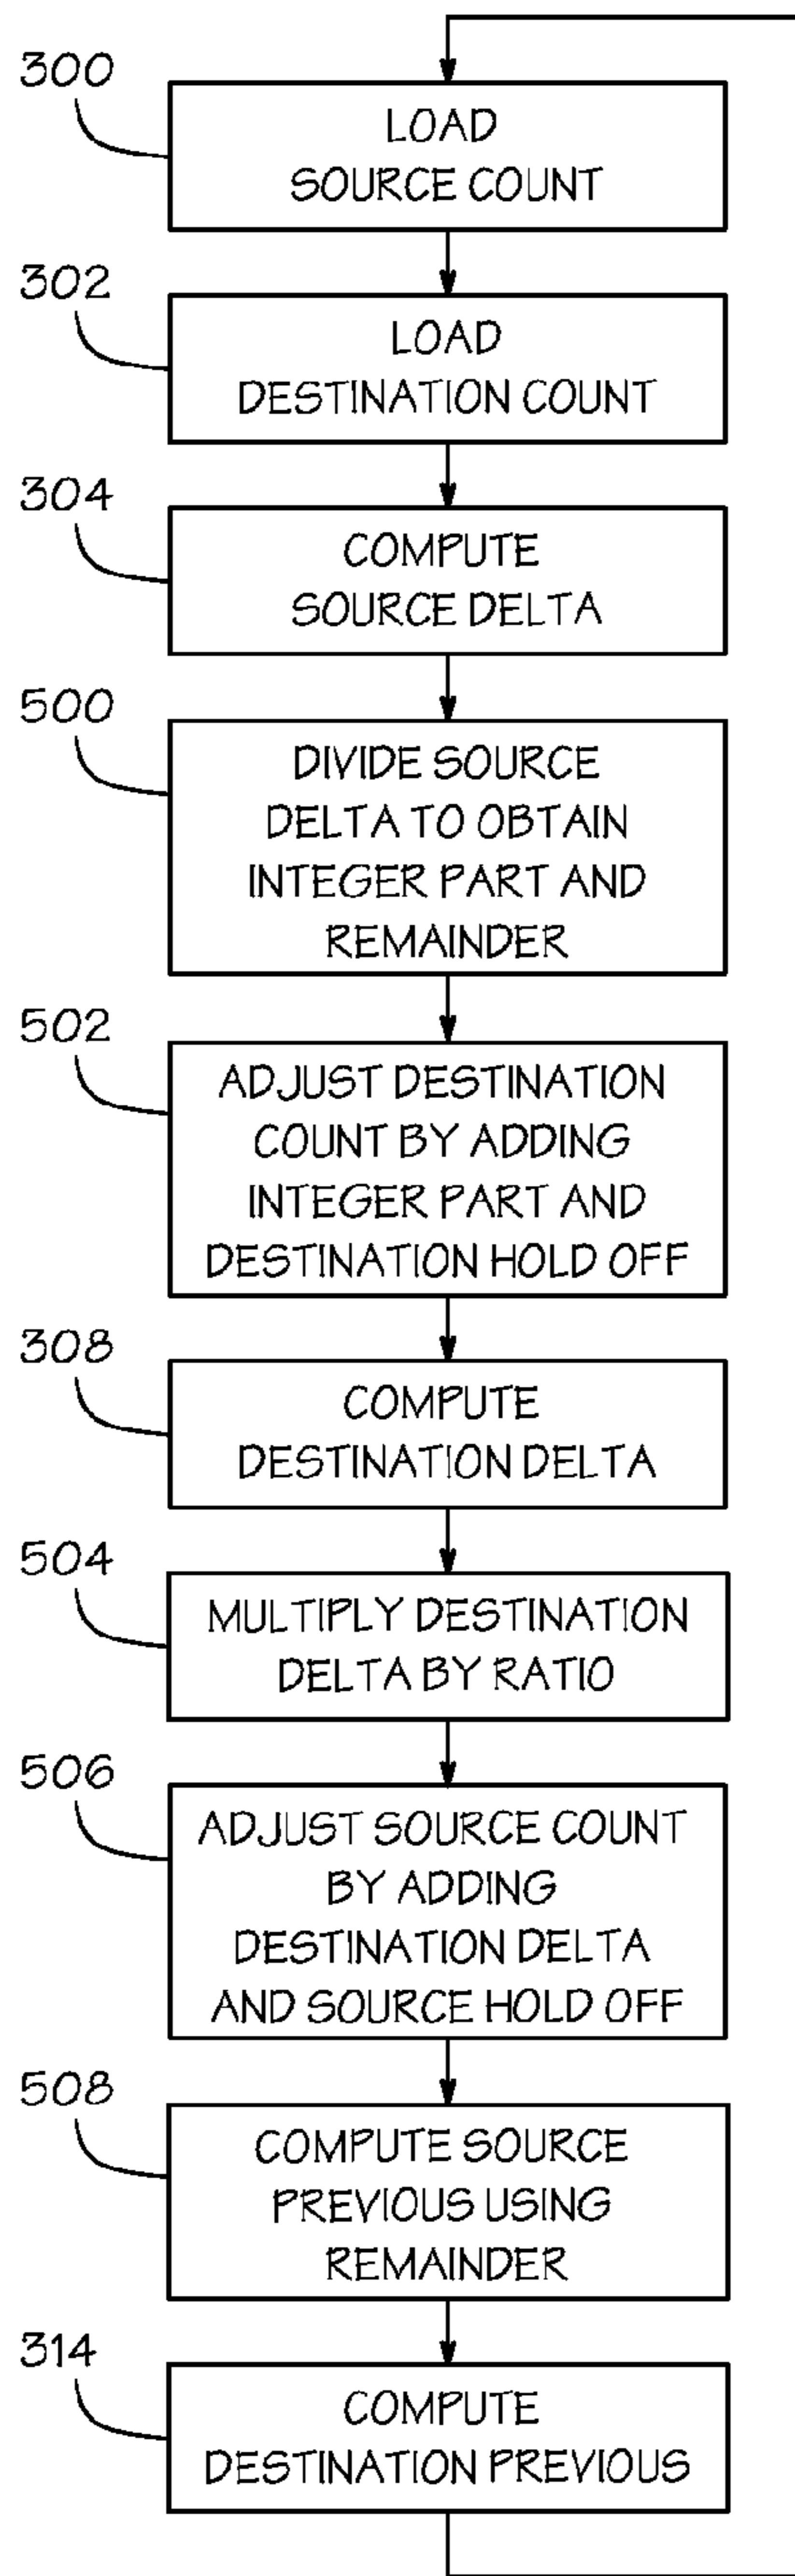 300
LOAD
SOURCE COUNT
302
LOAD
DESTINATION COUNT
304
COMPUTE
SOURCE DELTA
500
DIVIDE SOURCE
DELTA TO OBTAIN
INTEGER PART AND
REMAINDER
502
ADJUST DESTINATION
COUNT BY ADDING
INTEGER PART AND
DESTINATION HOLD OFF
308
COMPUTE
DESTINATION DELTA
504
MULTIPLY DESTINATION
DELTA BY RATIO
506
ADJUST SOURCE COUNT
BY ADDING
DESTINATION DELTA
AND SOURCE HOLD OFF
508
COMPUTE SOURCE
PREVIOUS USING
REMAINDER
314
COMPUTE
DESTINATION PREVIOUS